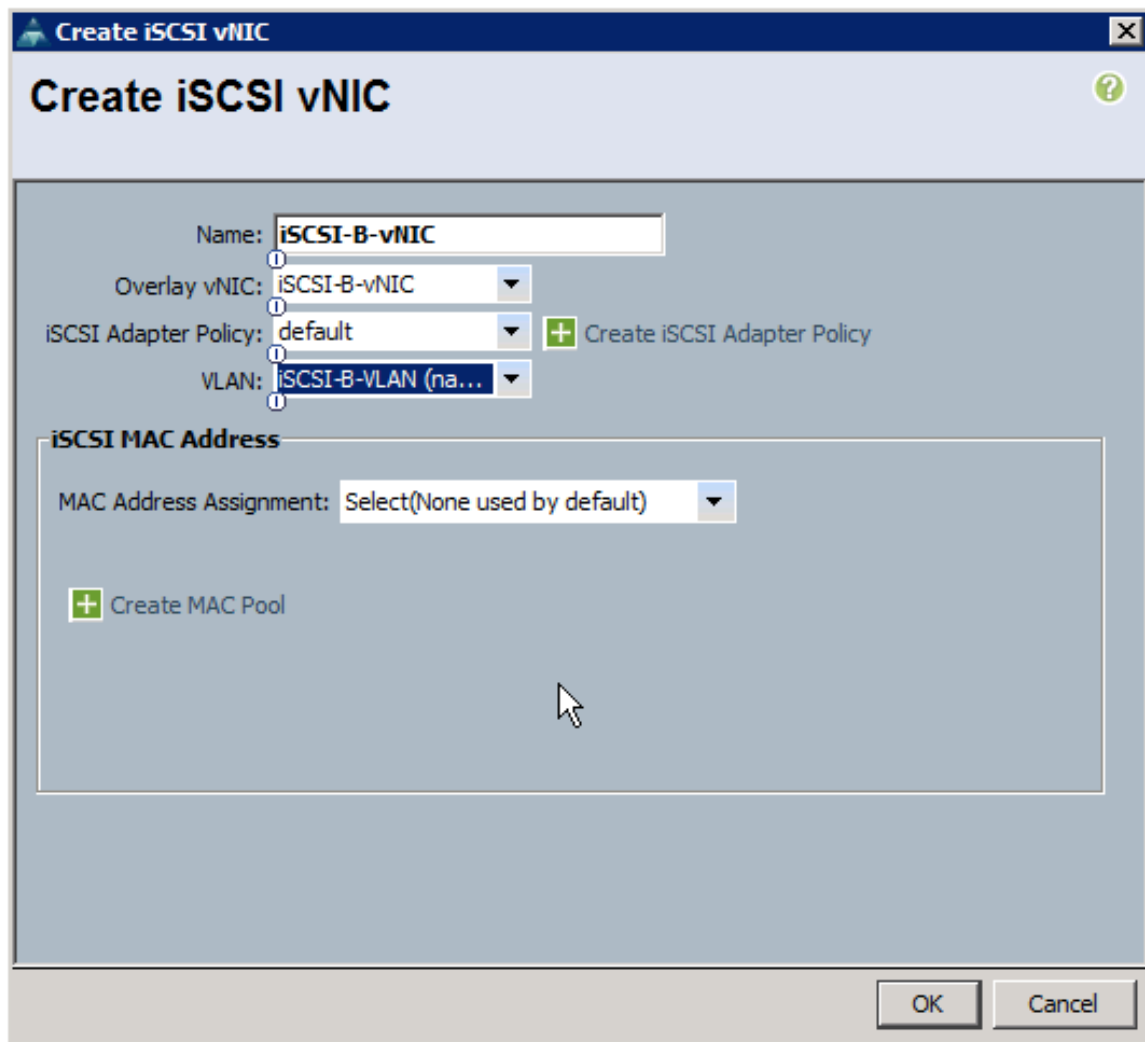 Create iSCSI vNIC
Create iSCSI vNIC
Name: iSCSI-B-vNIC
Overlay vNIC: iSCSI-B-vNIC
iSCSI Adapter Policy: default Create iSCSI Adapter Policy
VLAN: iSCSI-B-VLAN (na...
iSCSI MAC Address
MAC Address Assignment: Select(None used by default)
Create MAC Pool
OK Cancel